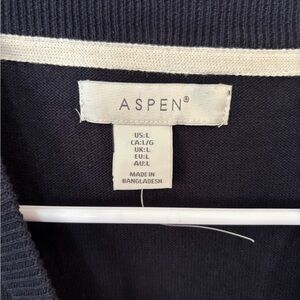 ASPEN®
US:L
CA:L/G
UK:L
EU:L
AU:L
MADE IN
BANGLADESH